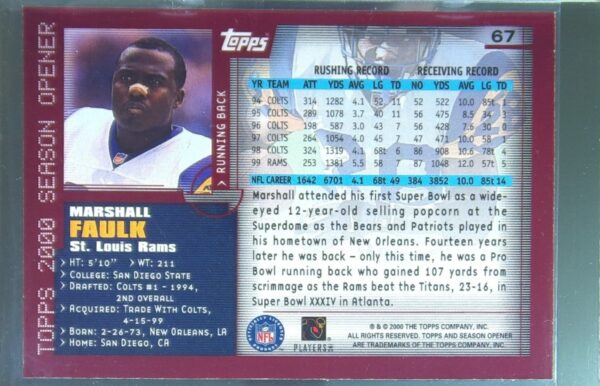 67
TOPPS
TOPPS 2000 SEASON OPENER
> RUNNING BACK
RUSHING RECORD RECEIVING RECORD
YR TEAM ATT YDS AVG LG TD NO YDS AVG LG TD
94 COLTS 314 1282 4.1 52 11 52 522 10.0 85t 1
95 COLTS 289 1078 3.7 40 11 56 475 8.5 34 3
96 COLTS 198 587 3.0 43 7 56 428 7.6 30 0
97 COLTS 264 1054 4.0 45 7 47 471 10.0 58 1
98 COLTS 324 1319 4.1 68t 6 86 908 10.6 78t 4
99 RAMS 253 1381 5.5 58 7 87 1048 12.0 57t 5
NFL CAREER 1642 6701 4.1 68t 49 384 3852 10.0 85t 14
MARSHALL
FAULK
St. Louis Rams
> HT: 5'10" > WT: 211
> COLLEGE: SAN DIEGO STATE
> DRAFTED: COLTS #1 - 1994,
2ND OVERALL
> ACQUIRED: TRADE WITH COLTS,
4-15-99
> BORN: 2-26-73, NEW ORLEANS, LA
> HOME: SAN DIEGO, CA
Marshall attended his first Super Bowl as a wide-
eyed 12-year-old selling popcorn at the
Superdome as the Bears and Patriots played in
his hometown of New Orleans. Fourteen years
later he was back – only this time, he was a Pro
Bowl running back who gained 107 yards from
scrimmage as the Rams beat the Titans, 23-16, in
Super Bowl XXXIV in Atlanta.
NFL
PLAYERS INC
® & © 2000 THE TOPPS COMPANY, INC.
ALL RIGHTS RESERVED. TOPPS AND SEASON OPENER
ARE TRADEMARKS OF THE TOPPS COMPANY, INC.